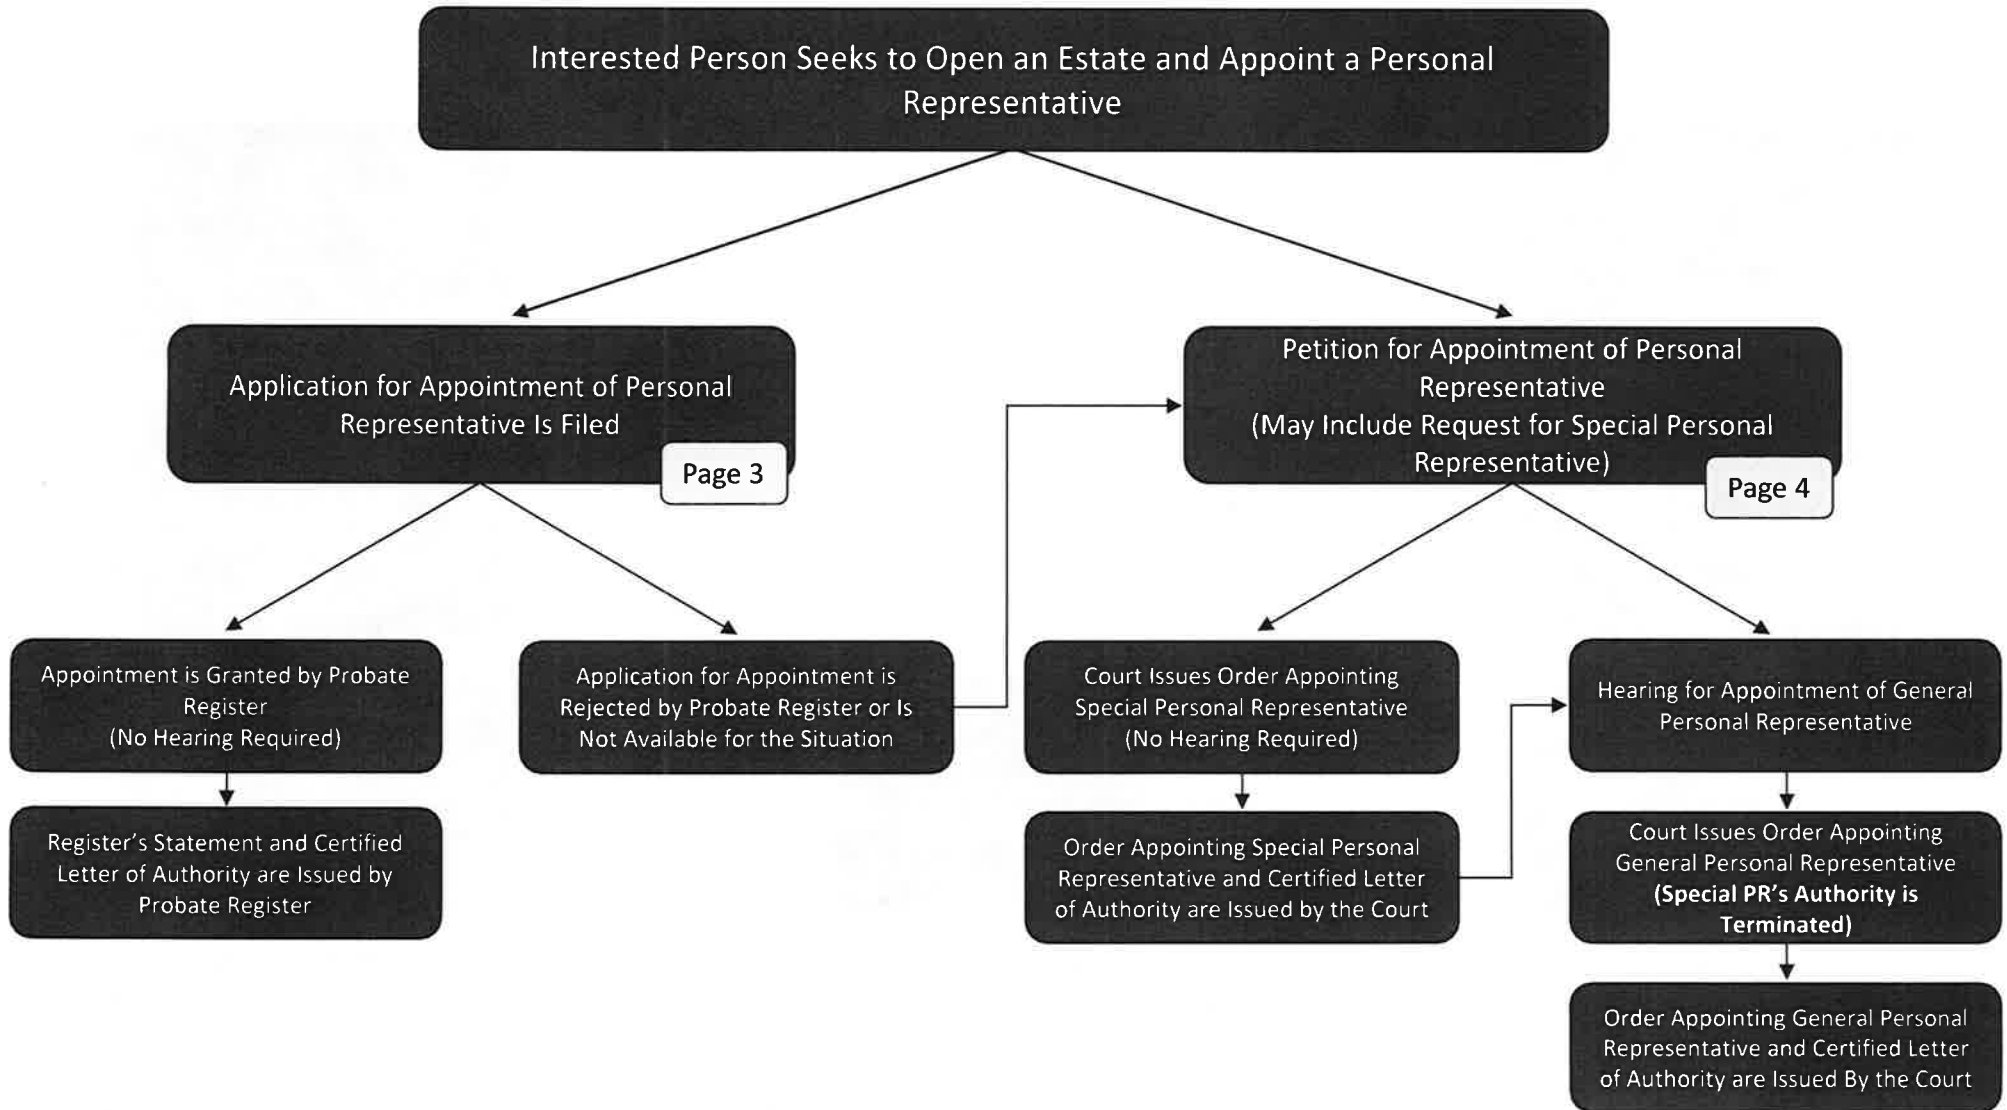 Interested Person Seeks to Open an Estate and Appoint a Personal
Representative
Application for Appointment of Personal
Representative Is Filed
Page 3
Petition for Appointment of Personal
Representative
(May Include Request for Special Personal
Representative)
Page 4
Appointment is Granted by Probate
Register
(No Hearing Required)
Application for Appointment is
Rejected by Probate Register or Is
Not Available for the Situation
Court Issues Order Appointing
Special Personal Representative
(No Hearing Required)
Hearing for Appointment of General
Personal Representative
Register’s Statement and Certified
Letter of Authority are Issued by
Probate Register
Order Appointing Special Personal
Representative and Certified Letter
of Authority are Issued by the Court
Court Issues Order Appointing
General Personal Representative
(Special PR’s Authority is
Terminated)
Order Appointing General Personal
Representative and Certified Letter
of Authority are Issued By the Court